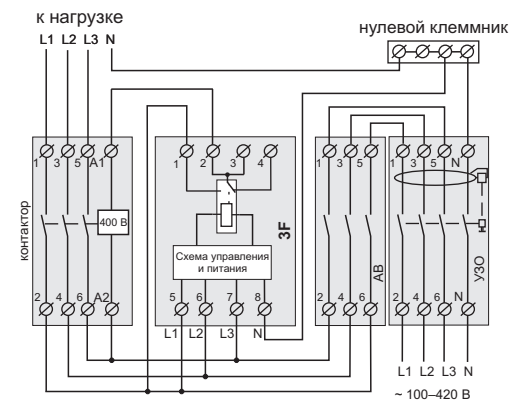 к нагрузке
L1 L2 L3 N
нулевой клеммник
1 3 5 A1
1 2 3 4
1 3 5
1 3 5 N
контактор
400 В
3F
Схема управления
и питания
АВ
УЗО
2 4 6 A2
5 6 7 8
2 4 6
2 4 6 N
L1 L2 L3 N
L1 L2 L3 N
~ 100–420 В